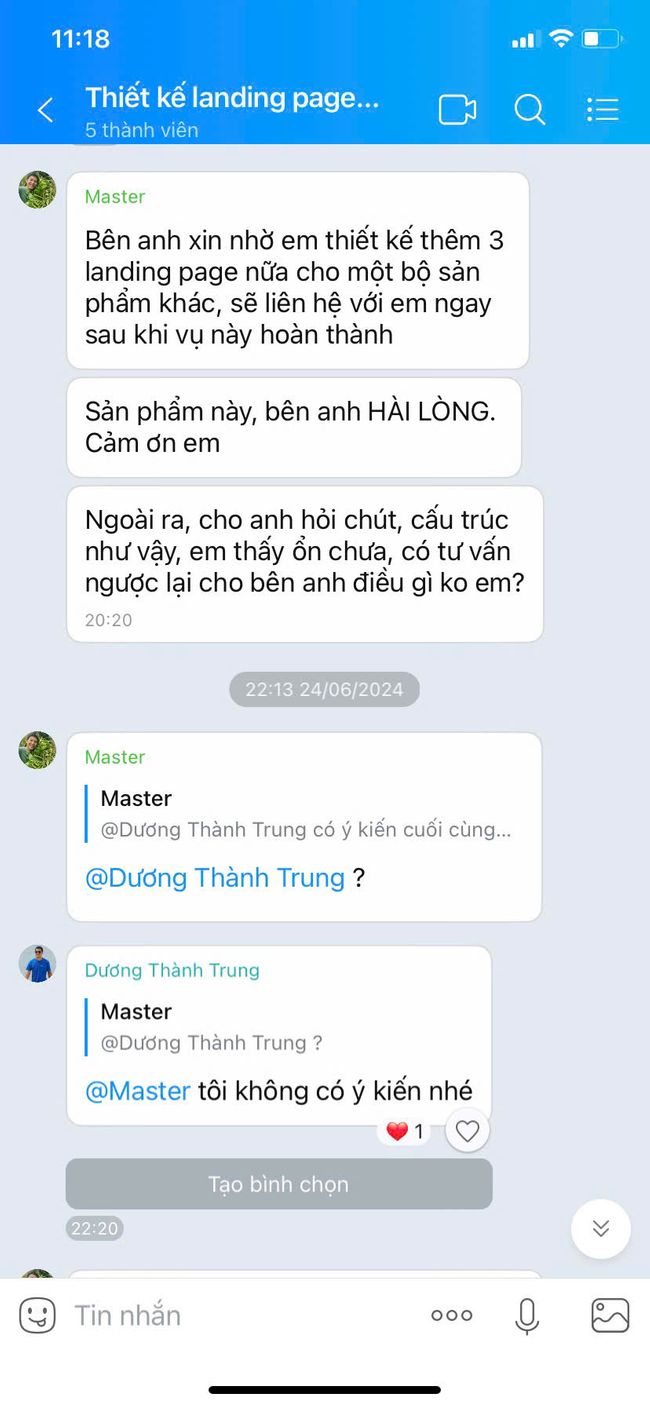 11:18
Thiết kế landing page...
5 thành viên
Master
Bên anh xin nhờ em thiết kế thêm 3
landing page nữa cho một bộ sản
phẩm khác, sẽ liên hệ với em ngay
sau khi vụ này hoàn thành
Sản phẩm này, bên anh HÀI LÒNG.
Cảm ơn em
Ngoài ra, cho anh hỏi chút, cấu trúc
như vậy, em thấy ổn chưa, có tư vấn
ngược lại cho bên anh điều gì ko em?
20:20
22:13 24/06/2024
Master
Master
@Dương Thành Trung có ý kiến cuối cùng...
@Dương Thành Trung ?
Dương Thành Trung
Master
@Dương Thành Trung ?
@Master tôi không có ý kiến nhé
1
Tạo bình chọn
22:20
Tin nhắn